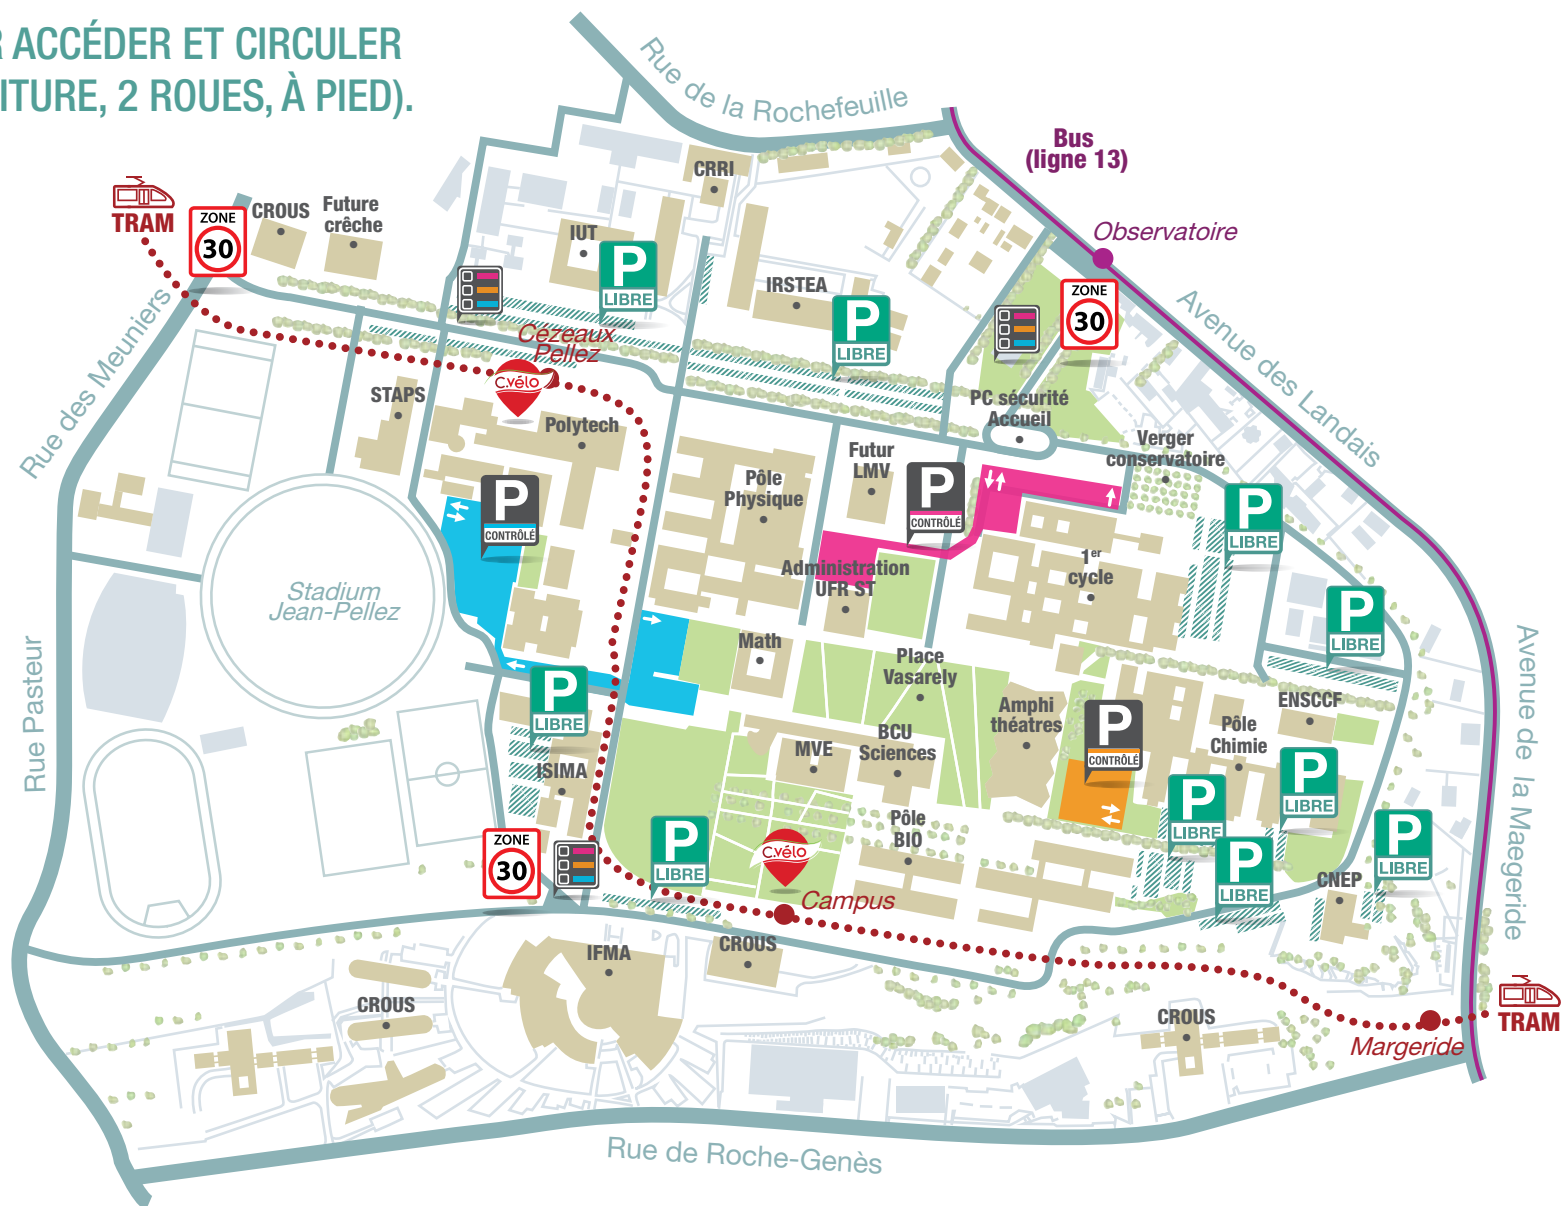 R ACCÉDER ET CIRCULER
ITURE, 2 ROUES, À PIED).
Rue de la Rochefeuille
Bus
(ligne 13)
CRRI
TRAM
ZONE
30
CROUS
Future
crêche
IUT
P
LIBRE
Observatoire
IRSTEA
P
LIBRE
ZONE
30
Avenue des Landais
Rue des Meuniers
Cézeaux
Pellez
C.vélo
STAPS
Polytech
PC sécurité
Accueil
Verger
conservatoire
Futur
LMV
Pôle
Physique
P
CONTRÔLÉ
P
CONTRÔLÉ
P
LIBRE
1er
cycle
Administration
UFR ST
Stadium
Jean-Pellez
P
LIBRE
Math
Place
Vasarely
Rue Pasteur
P
LIBRE
Amphi
théatres
ENSCCF
P
CONTRÔLÉ
Pôle
Chimie
Avenue de la Maegeride
MVE
BCU
Sciences
ISIMA
P
LIBRE
P
LIBRE
Pôle
BIO
P
LIBRE
P
LIBRE
P
LIBRE
ZONE
30
C.vélo
CNEP
Campus
CROUS
IFMA
CROUS
CROUS
TRAM
Margeride
Rue de Roche-Genès